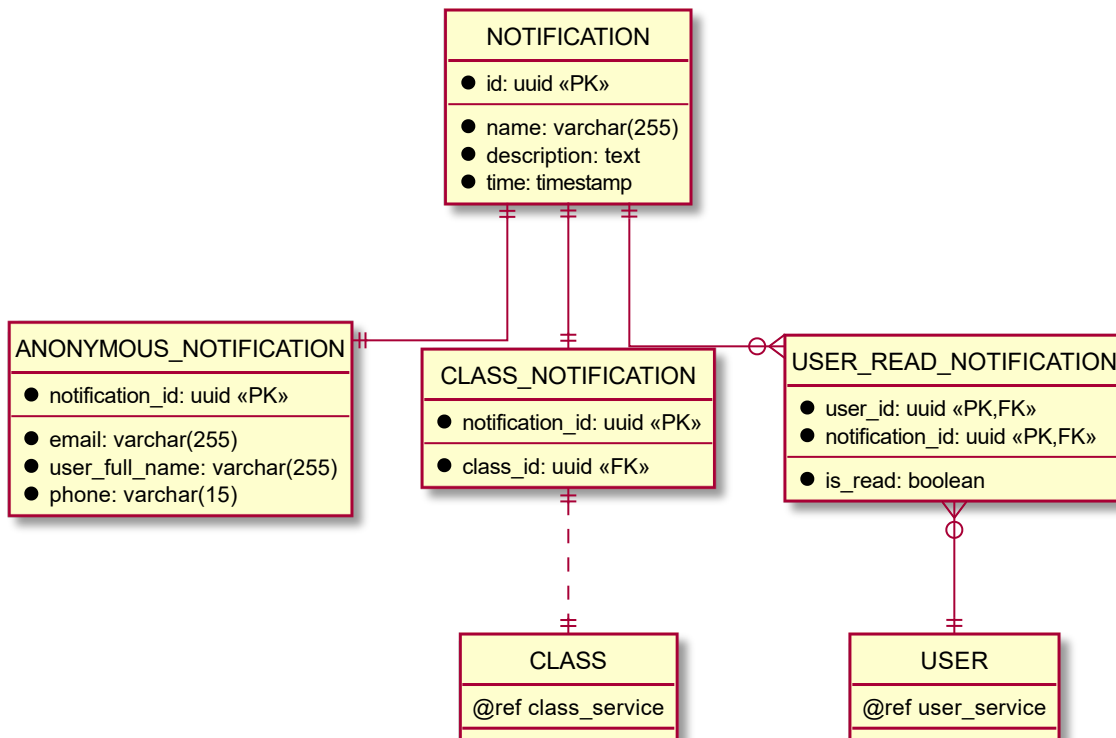 NOTIFICATION
id: uuid «PK»
name: varchar(255)
description: text
time: timestamp
ANONYMOUS_NOTIFICATION
notification_id: uuid «PK»
email: varchar(255)
user_full_name: varchar(255)
phone: varchar(15)
CLASS_NOTIFICATION
notification_id: uuid «PK»
class_id: uuid «FK»
USER_READ_NOTIFICATION
user_id: uuid «PK,FK»
notification_id: uuid «PK,FK»
is_read: boolean
CLASS
@ref class_service
USER
@ref user_service